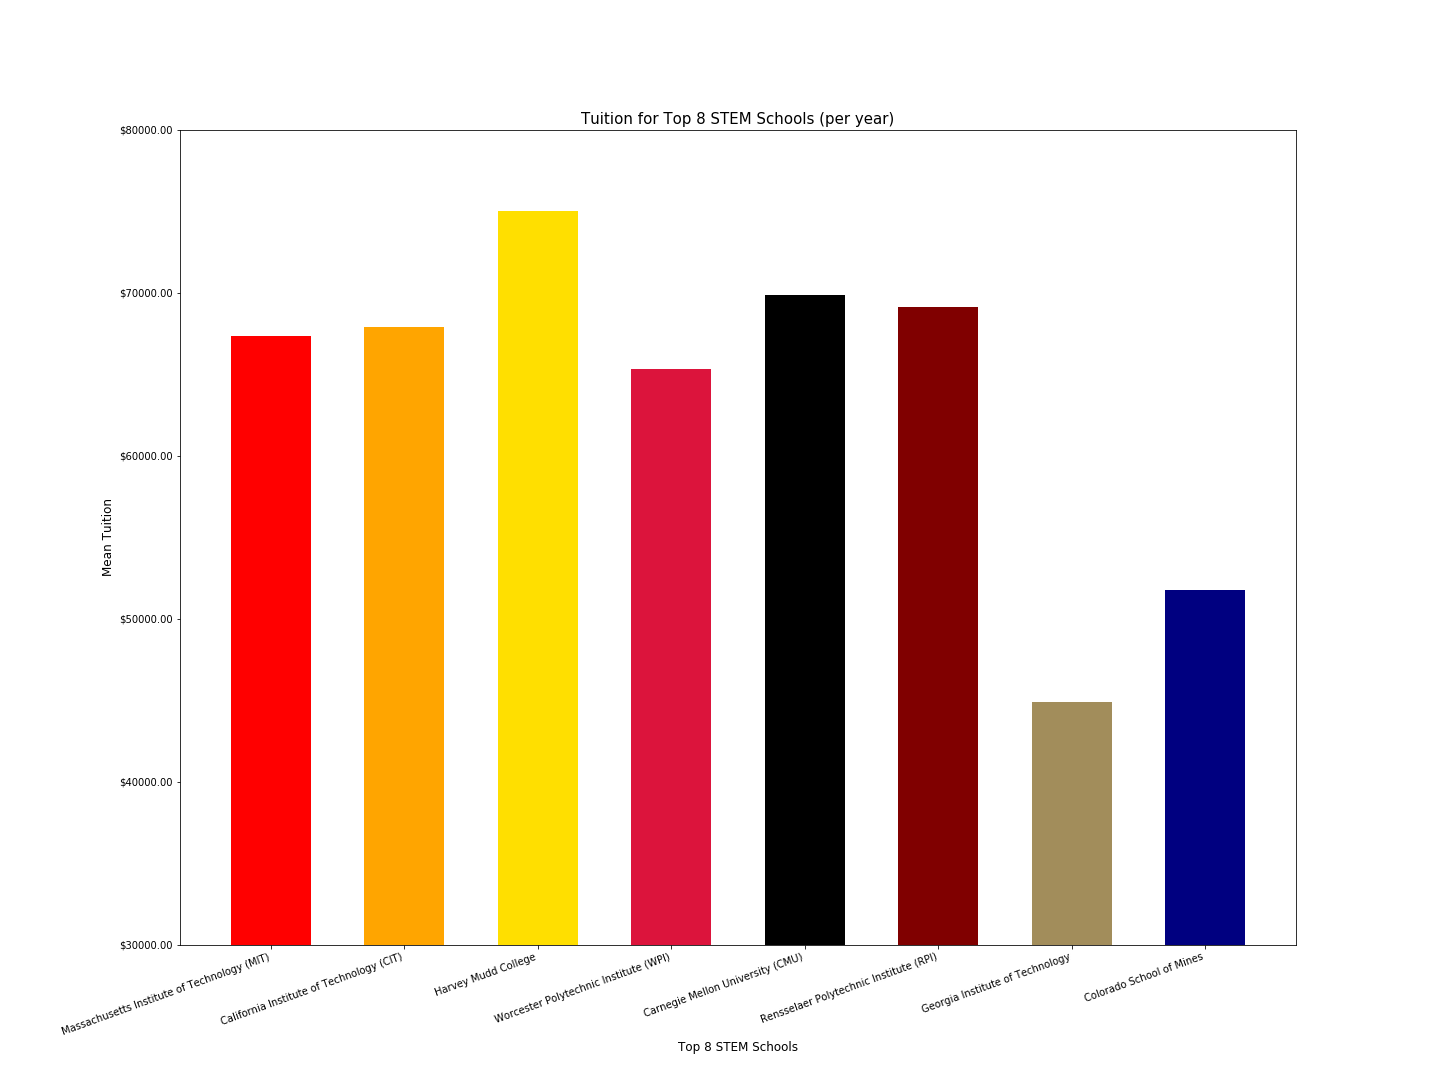 Tuition for Top 8 STEM Schools (per year)
$80000.00
$70000.00
$60000.00
$50000.00
$40000.00
$30000.00
Mean Tuition
Massachusetts Institute of Technology (MIT)
California Institute of Technology (CIT)
Harvey Mudd College
Worcester Polytechnic Institute (WPI)
Carnegie Mellon University (CMU)
Rensselaer Polytechnic Institute (RPI)
Georgia Institute of Technology
Colorado School of Mines
Top 8 STEM Schools